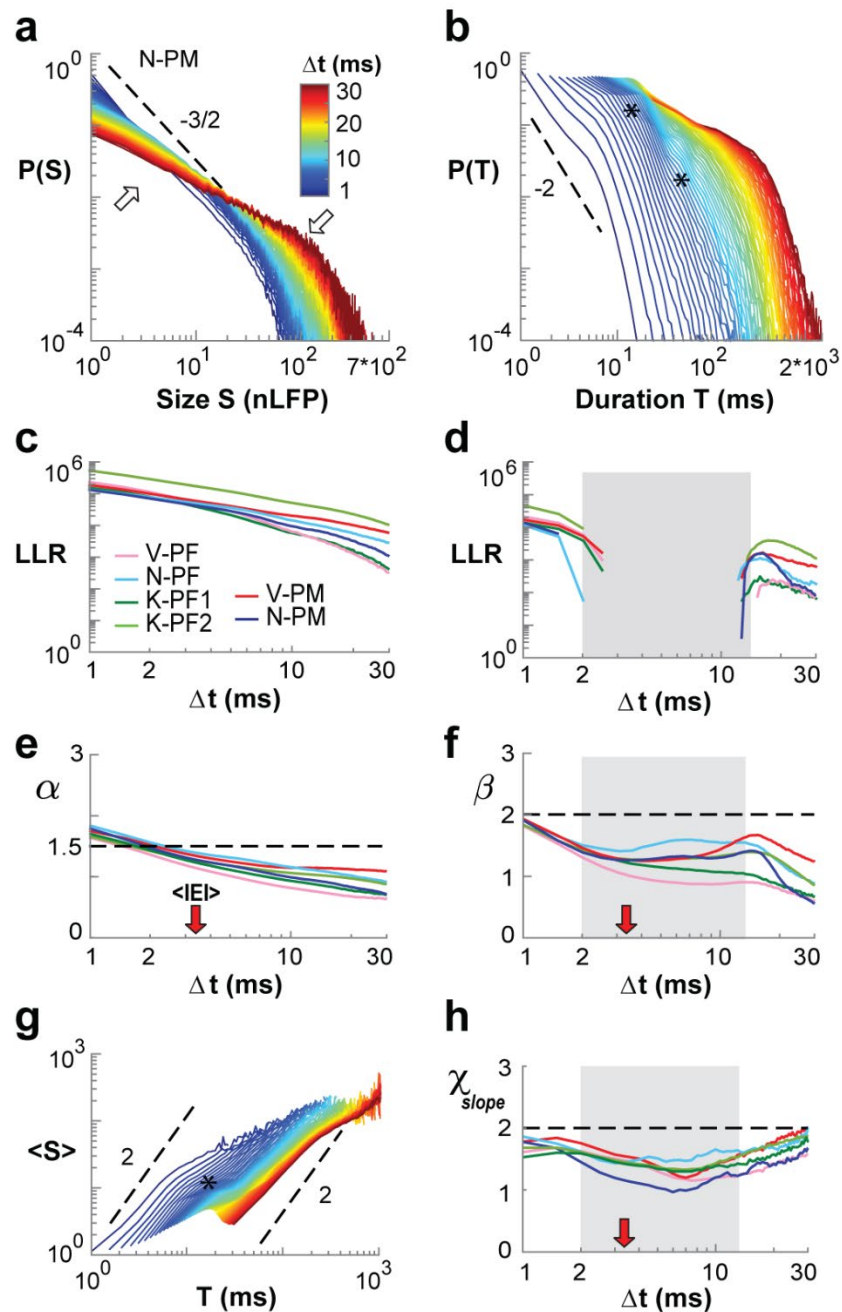 a
N-PM
Δt (ms)
30
20
10
1
-3/2
10^0
P(S)
10^-4
10^0
10^1
10^2
7*10^2
Size S (nLFP)
b
10^0
P(T)
-2
*
*
10^-4
10^0
10^1
10^2
2*10^3
Duration T (ms)
c
10^6
LLR
10^0
V-PF
N-PF
K-PF1
K-PF2
V-PM
N-PM
1
2
10
30
Δt (ms)
d
10^6
LLR
10^0
1
2
10
30
Δt (ms)
e
3
α
1.5
0
<IEI>
1
2
10
30
Δt (ms)
f
3
β
2
1
0
1
2
10
30
Δt (ms)
g
10^3
<S>
2
*
2
10^0
10^0
10^3
T (ms)
h
3
χslope
2
1
0
1
2
10
30
Δt (ms)